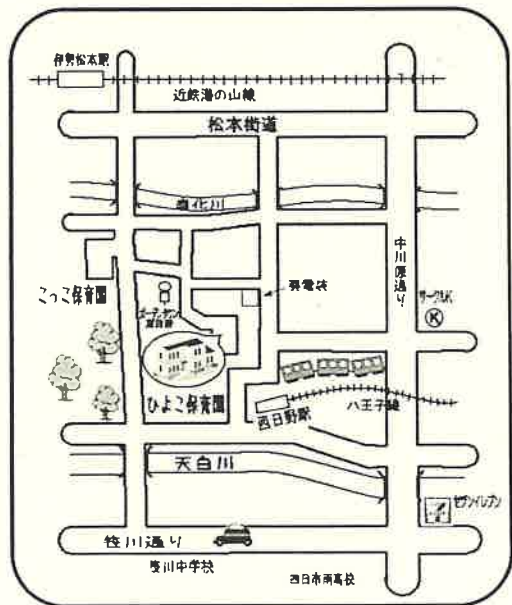 伊勢松本駅
近鉄湯の山線
松本街道
鹿化川
中川原通り
こっこ保育園
サークルK
K
ひよこ保育園
西日野駅
八王子線
天白川
セブンイレブン
笹川通り
笹川中学校
四日市南高校